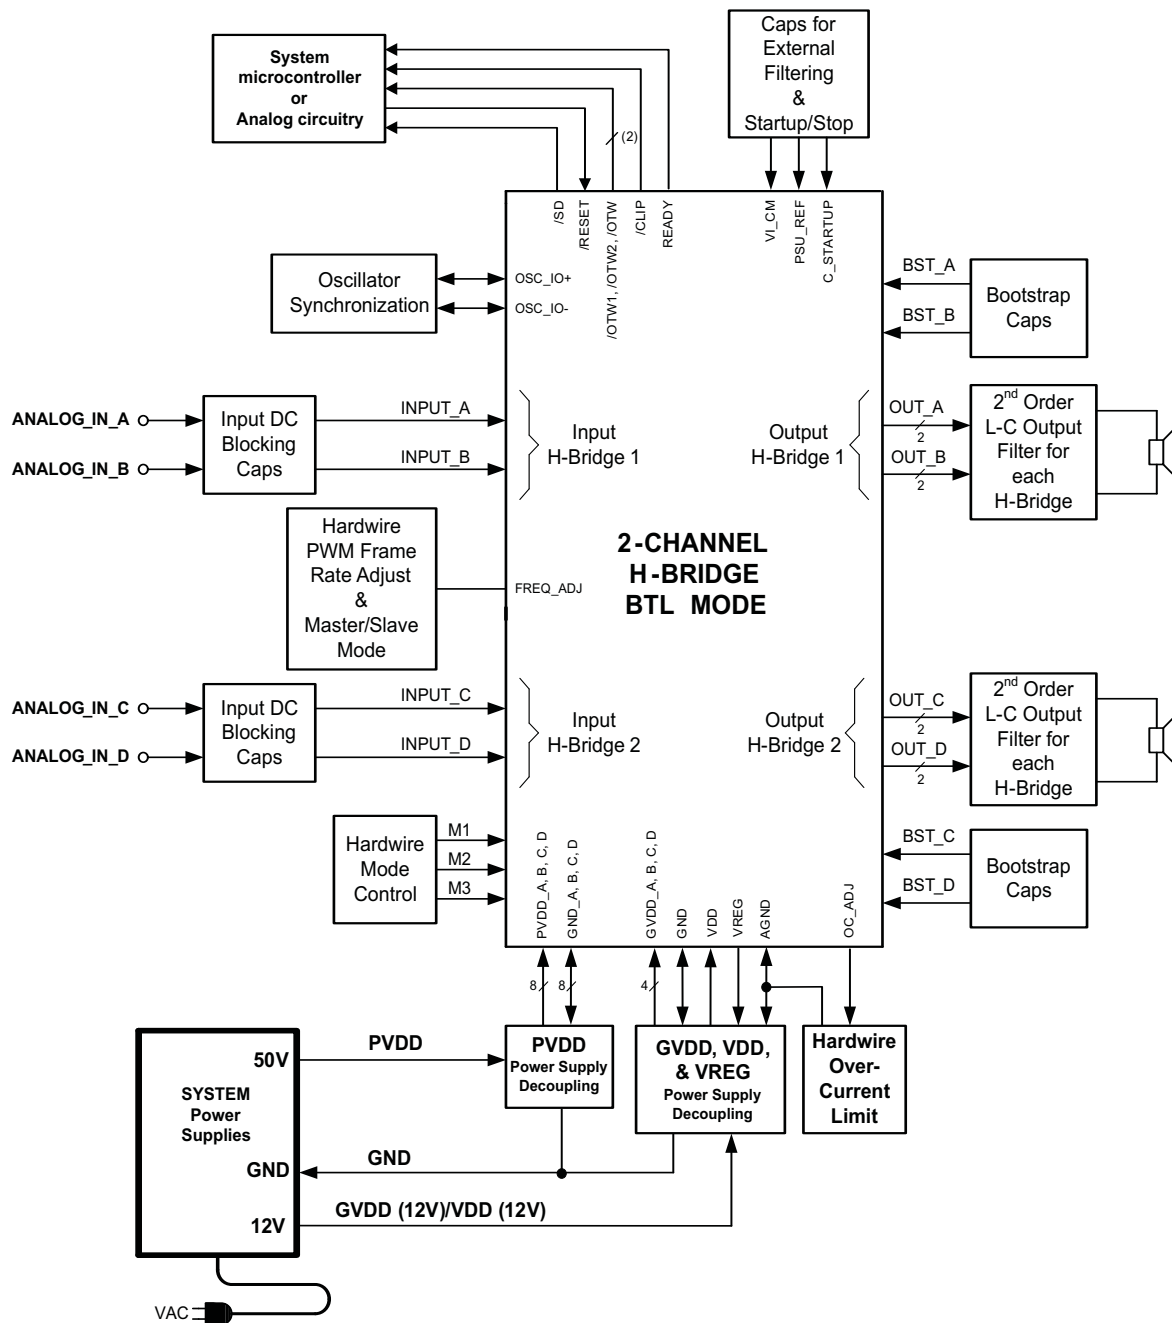 System
microcontroller
or
Analog circuitry
Caps for
External
Filtering
&
Startup/Stop
(2)
/SD
/RESET
/OTW1, /OTW2, /OTW
/CLIP
READY
VI_CM
PSU_REF
C_STARTUP
Oscillator
Synchronization
OSC_IO+
OSC_IO-
BST_A
BST_B
Bootstrap
Caps
ANALOG_IN_A
ANALOG_IN_B
Input DC
Blocking
Caps
INPUT_A
INPUT_B
Input
H-Bridge 1
Output
H-Bridge 1
OUT_A
2
OUT_B
2
2nd Order
L-C Output
Filter for
each
H-Bridge
Hardwire
PWM Frame
Rate Adjust
&
Master/Slave
Mode
FREQ_ADJ
2-CHANNEL
H-BRIDGE
BTL MODE
ANALOG_IN_C
ANALOG_IN_D
Input DC
Blocking
Caps
INPUT_C
INPUT_D
Input
H-Bridge 2
Output
H-Bridge 2
OUT_C
2
OUT_D
2
2nd Order
L-C Output
Filter for
each
H-Bridge
Hardwire
Mode
Control
M1
M2
M3
PVDD_A, B, C, D
GND_A, B, C, D
GVDD_A, B, C, D
GND
VDD
VREG
AGND
OC_ADJ
BST_C
BST_D
Bootstrap
Caps
8
8
4
50V
SYSTEM
Power
Supplies
GND
12V
PVDD
PVDD
Power Supply
Decoupling
GVDD, VDD,
& VREG
Power Supply
Decoupling
Hardwire
Over-
Current
Limit
GND
GVDD (12V)/VDD (12V)
VAC